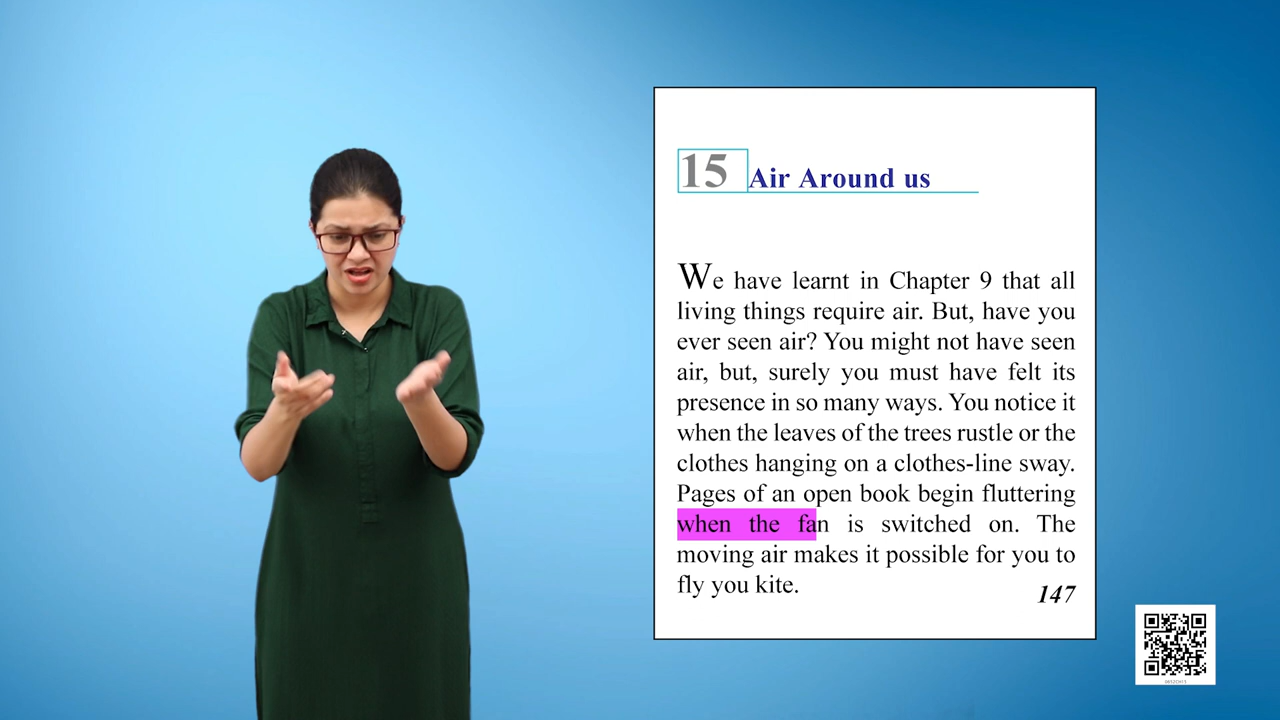 15 Air Around us
We have learnt in Chapter 9 that all
living things require air. But, have you
ever seen air? You might not have seen
air, but, surely you must have felt its
presence in so many ways. You notice it
when the leaves of the trees rustle or the
clothes hanging on a clothes-line sway.
Pages of an open book begin fluttering
when the fan is switched on. The
moving air makes it possible for you to
fly you kite.
147